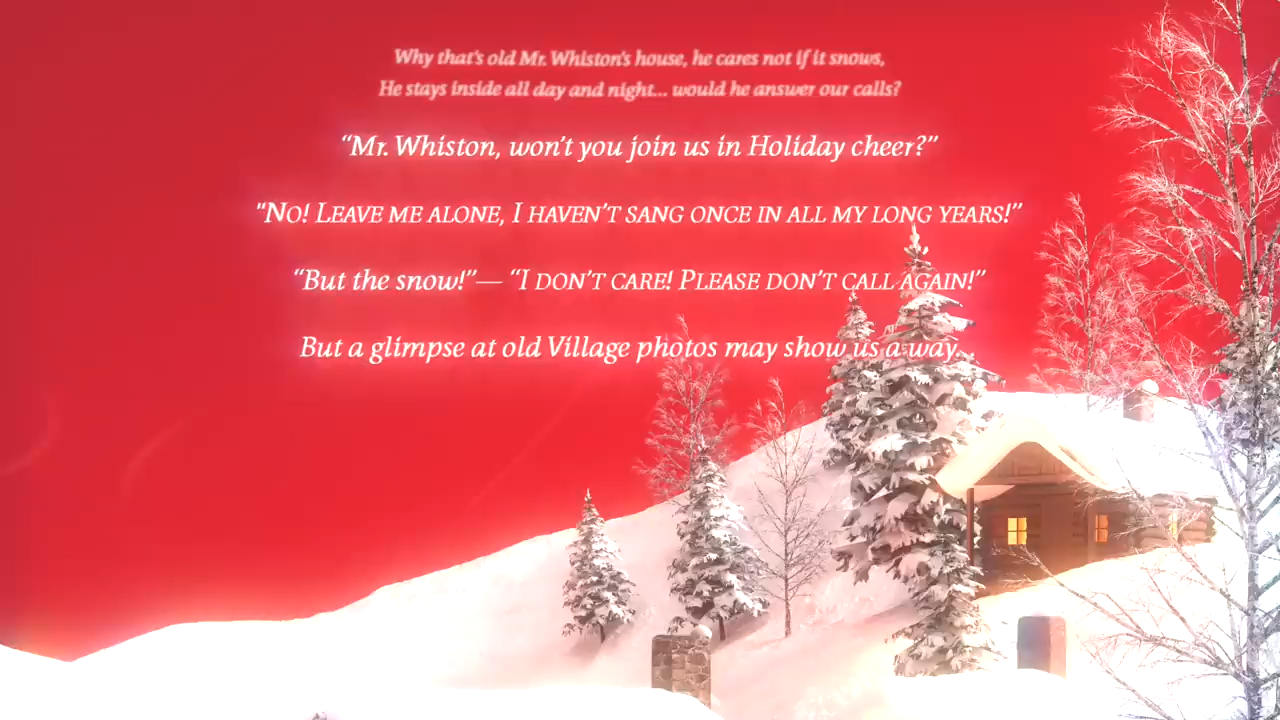 Why that's old Mr. Whiston's house, he cares not if it snows,
He stays inside all day and night... would he answer our calls?
“Mr. Whiston, won't you join us in Holiday cheer?”
“NO! LEAVE ME ALONE, I HAVEN'T SANG ONCE IN ALL MY LONG YEARS!”
“But the snow!”— “I DON'T CARE! PLEASE DON'T CALL AGAIN!”
But a glimpse at old Village photos may show us a way...